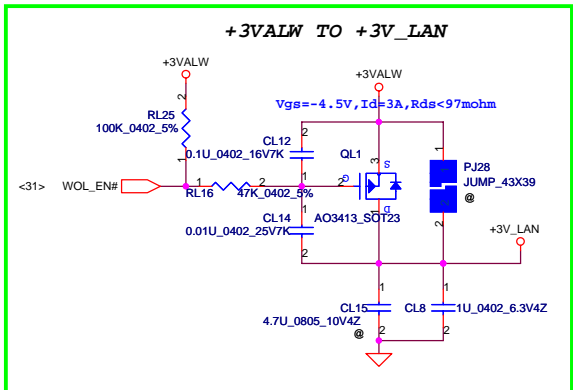 +3VALW TO +3V_LAN
+3VALW
+3VALW
Vgs=-4.5V,Id=3A,Rds<97mohm
2
RL25
100K_0402_5%
1
CL12
0.1U_0402_16V7K
2
1
QL1
3
S
G
2
D
1
AO3413_SOT23
1
PJ28
JUMP_43X39
@
2
<31>
WOL_EN#
1
RL16
2
47K_0402_5%
CL14
0.01U_0402_25V7K
1
2
+3V_LAN
1
CL15
4.7U_0805_10V4Z
@
2
1
CL8
1U_0402_6.3V4Z
2